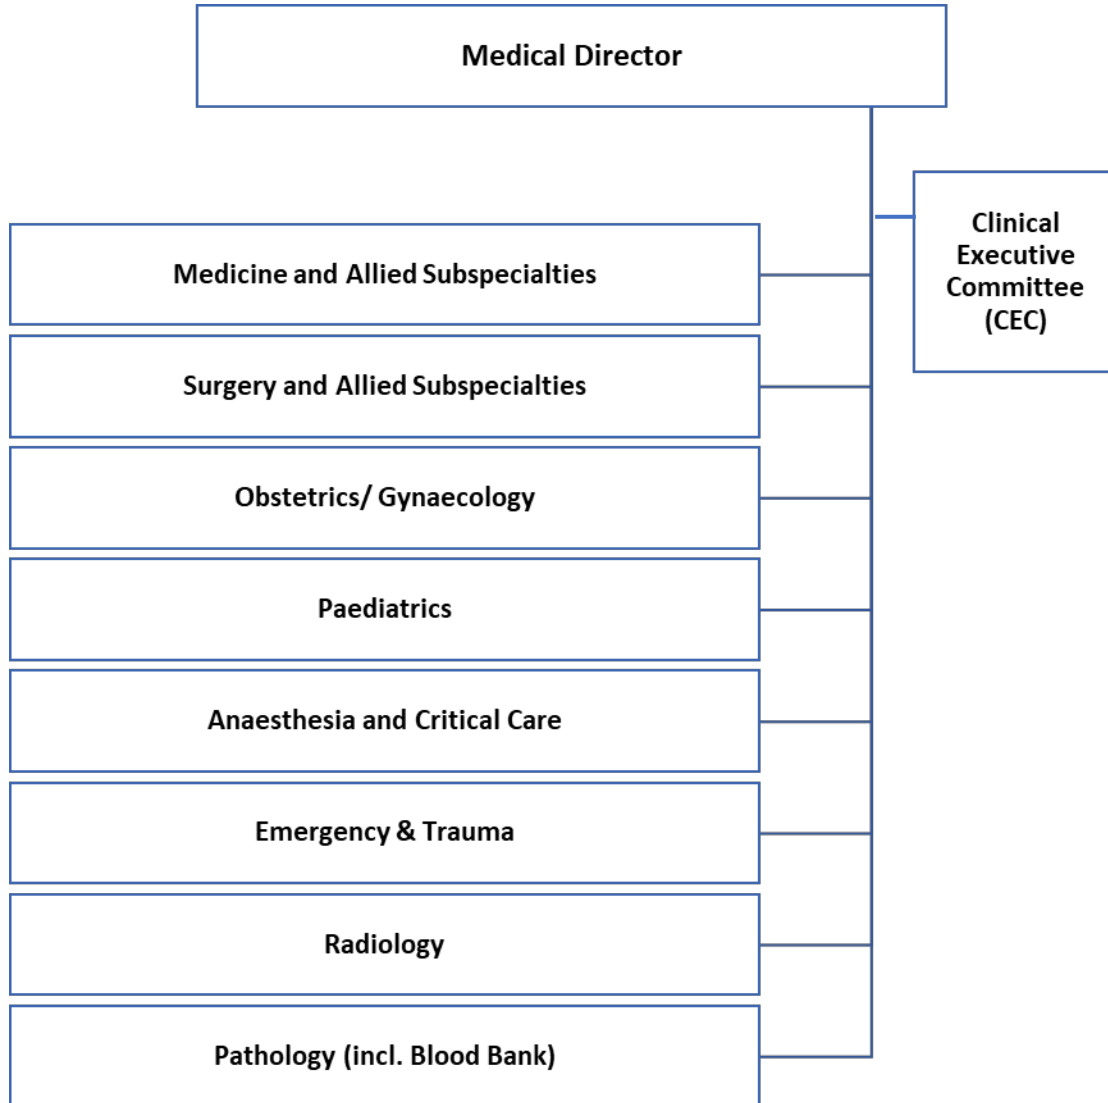 Medical Director
Clinical
Executive
Committee
(CEC)
Medicine and Allied Subspecialties
Surgery and Allied Subspecialties
Obstetrics/ Gynaecology
Paediatrics
Anaesthesia and Critical Care
Emergency & Trauma
Radiology
Pathology (incl. Blood Bank)